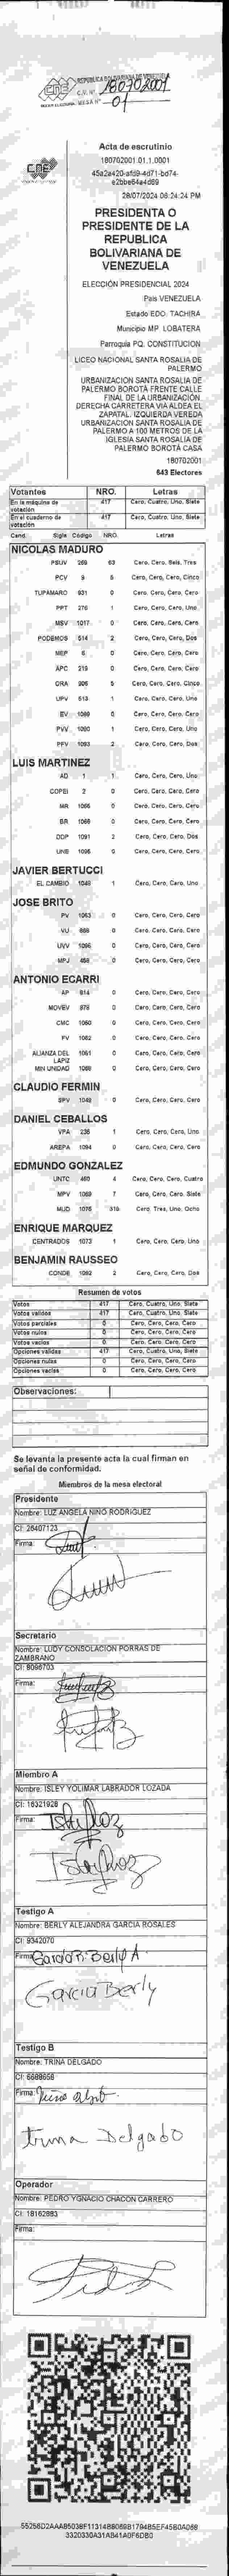 REPUBLICA BOLIVARIANA DE VENEZUELA
CNE
C.V. Nº 180702001
MESA Nº 01
CNE
Acta de escrutinio
180702001.01.1.0001
28/07/2024 06:24:24 PM
PRESIDENTA O
PRESIDENTE DE LA
REPUBLICA
BOLIVARIANA DE
VENEZUELA
ELECCIÓN PRESIDENCIAL 2024
País VENEZUELA
Estado EDO. TACHIRA
Municipio MP. LOBATERA
Parroquia PQ. CONSTITUCION
LICEO NACIONAL SANTA ROSALIA DE
PALERMO
URBANIZACION SANTA ROSALIA DE
PALERMO BOROTÁ FRENTE CALLE
FINAL DE LA URBANIZACIÓN.
DERECHA CARRETERA VIA ALDEA EL
ZAPATAL. IZQUIERDA VEREDA
URBANIZACIÓN SANTA ROSALIA DE
PALERMO A 100 METROS DE LA
IGLESIA SANTA ROSALIA DE
PALERMO BOROTÁ CASA
180702001
543 Electores
Votantes NRO. Letras
En la máquina de votación 417 Cero, Cuatro, Uno, Siete
En el cuaderno de votación 417 Cero, Cuatro, Uno, Siete
Cand. Sigla Código NRO. Letras
NICOLAS MADURO
PSUV 269 63 Cero, Cero, Seis, Tres
PCV 9 5 Cero, Cero, Cero, Cinco
TUPAMARO 931 0 Cero, Cero, Cero, Cero
PPT 276 1 Cero, Cero, Cero, Uno
MSV 1017 0 Cero, Cero, Cero, Cero
PODEMOS 514 2 Cero, Cero, Cero, Dos
MEP 6 0 Cero, Cero, Cero, Cero
APC 219 0 Cero, Cero, Cero, Cero
ORA 906 5 Cero, Cero, Cero, Cinco
UPV 513 1 Cero, Cero, Cero, Uno
EV 1089 0 Cero, Cero, Cero, Cero
PVV 1090 1 Cero, Cero, Cero, Uno
PFV 1093 2 Cero, Cero, Cero, Dos
LUIS MARTINEZ
AD 1 1 Cero, Cero, Cero, Uno
COPEI 2 0 Cero, Cero, Cero, Cero
MR 1066 0 Cero, Cero, Cero, Cero
BR 0 Cero, Cero, Cero, Cero
DDP 1091 2 Cero, Cero, Cero, Dos
UNE 0 Cero, Cero, Cero, Cero
JAVIER BERTUCCI
EL CAMBIO 1049 1 Cero, Cero, Cero, Uno
JOSE BRITO
PV 1063 0 Cero, Cero, Cero, Cero
VU 868 0 Cero, Cero, Cero, Cero
UVV 1096 0 Cero, Cero, Cero, Cero
MPJ 458 0 Cero, Cero, Cero, Cero
ANTONIO ECARRI
AP 814 0 Cero, Cero, Cero, Cero
MOVEV 978 0 Cero, Cero, Cero, Cero
CMC 1060 0 Cero, Cero, Cero, Cero
FV 1062 0 Cero, Cero, Cero, Cero
ALIANZA DEL LAPIZ 1061 0 Cero, Cero, Cero, Cero
MIN UNIDAD 0 Cero, Cero, Cero, Cero
CLAUDIO FERMIN
SPV 1048 0 Cero, Cero, Cero, Cero
DANIEL CEBALLOS
VPA 236 1 Cero, Cero, Cero, Uno
AREPA 1094 0 Cero, Cero, Cero, Cero
EDMUNDO GONZALEZ
UNTC 480 4 Cero, Cero, Cero, Cuatro
MPV 1069 7 Cero, Cero, Cero, Siete
MUD 1076 318 Cero, Tres, Uno, Ocho
ENRIQUE MARQUEZ
CENTRADOS 1073 1 Cero, Cero, Cero, Uno
BENJAMIN RAUSSEO
CONDE 1092 2 Cero, Cero, Cero, Dos
Resumen de votos
Votos 417 Cero, Cuatro, Uno, Siete
Votos validos 417 Cero, Cuatro, Uno, Siete
Votos parciales 0 Cero, Cero, Cero, Cero
Votos nulos 0 Cero, Cero, Cero, Cero
Votos vacios 0 Cero, Cero, Cero, Cero
Opciones validas 417 Cero, Cuatro, Uno, Siete
Opciones nulas 0 Cero, Cero, Cero, Cero
Opciones vacias 0 Cero, Cero, Cero, Cero
Observaciones:
Se levanta la presente acta la cual firman en
señal de conformidad.
Miembros de la mesa electoral
Presidente
Nombre: LUZ ANGELA NIÑO RODRIGUEZ
CI: 26407123
Firma:
Secretario
Nombre: LUDY CONSOLACION PORRAS DE
ZAMBRANO
CI: 8096703
Firma:
Miembro A
Nombre: ISLEY YOLIMAR LABRADOR LOZADA
CI: 16321928
Firma:
Testigo A
Nombre: BERLY ALEJANDRA GARCIA ROSALES
CI: 9342070
Firma: Garcia R. Berly A
Garcia Berly
Testigo B
Nombre: TRINA DELGADO
CI: 6688658
Firma:
Trina Delgado
Operador
Nombre: PEDRO YGNACIO CHACON CARRERO
CI: 18162883
Firma: